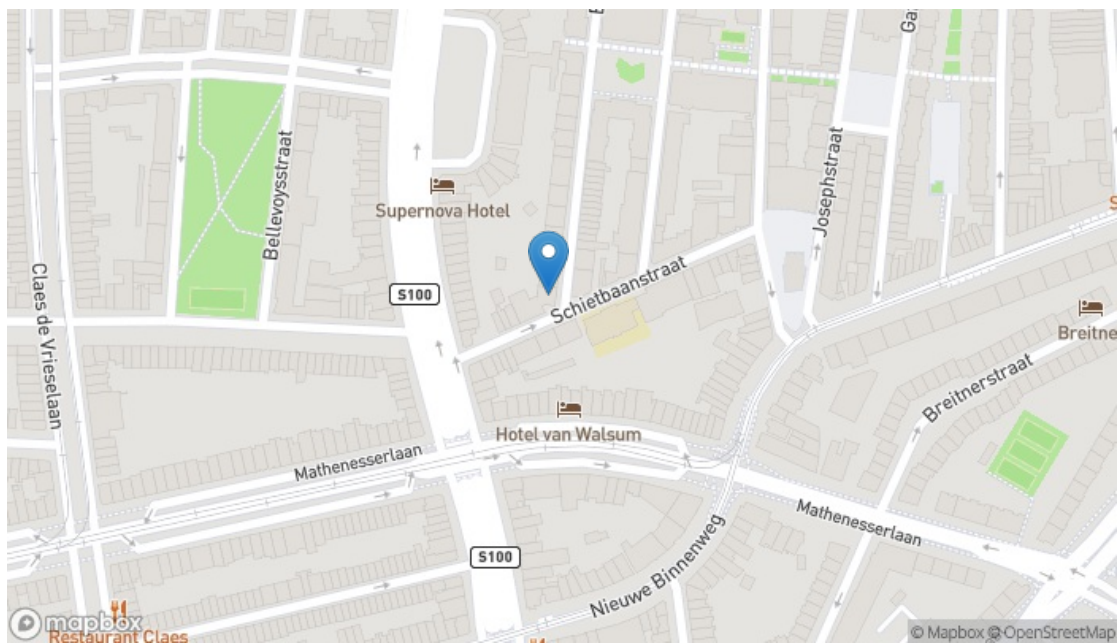 Bellevoysstraat
Supernova Hotel
Josephstraat
Claes de Vrieselaan
S100
Schietbaanstraat
Breitne
Breitnerstraat
Hotel van Walsum
Mathenesserlaan
Mathenesserlaan
S100
Nieuwe Binnenweg
mapbox
Restaurant Claes
© Mapbox © OpenStreetMap